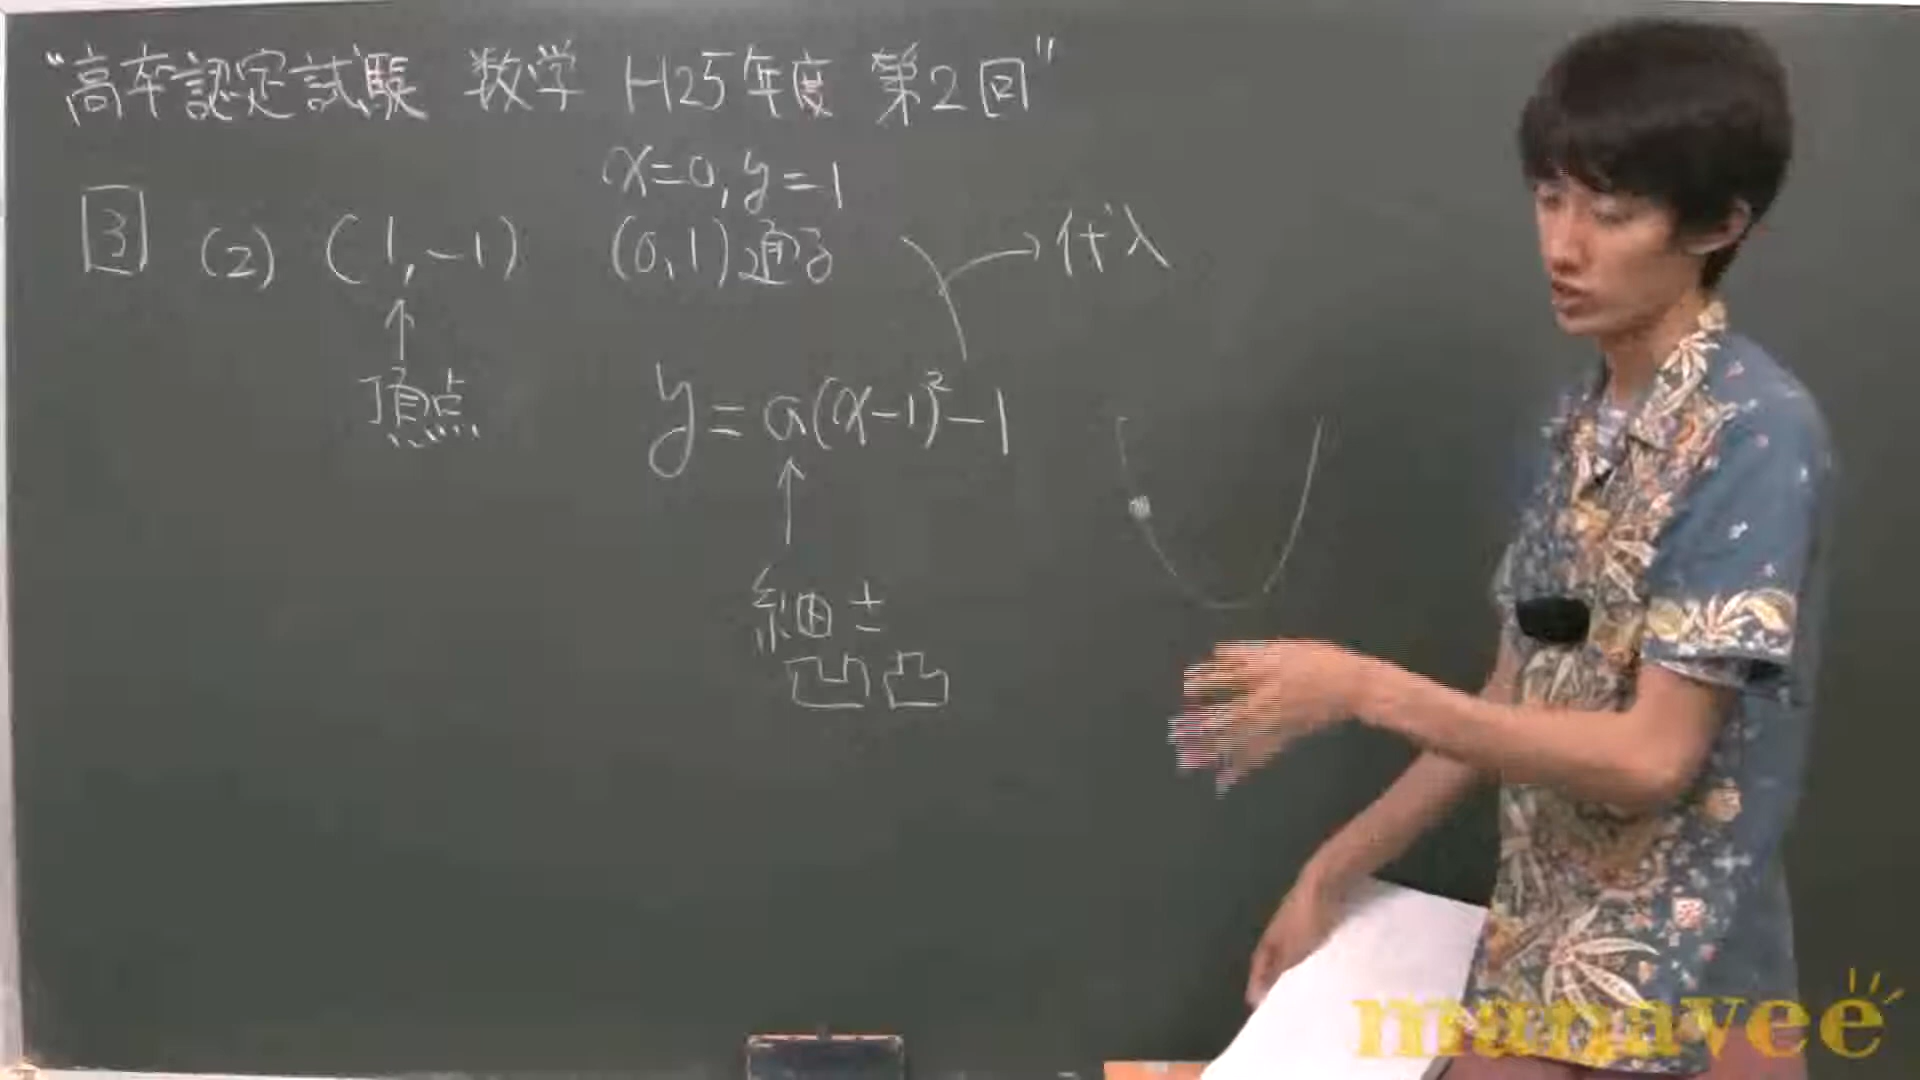 "高卒認定試験 数学 H25年度 第2回"
x=0, y=1
3 (2) (1, -1) (0, 1)通る → 代入
頂点
y = a(x-1)² - 1
細 ±
凹凸
manavee